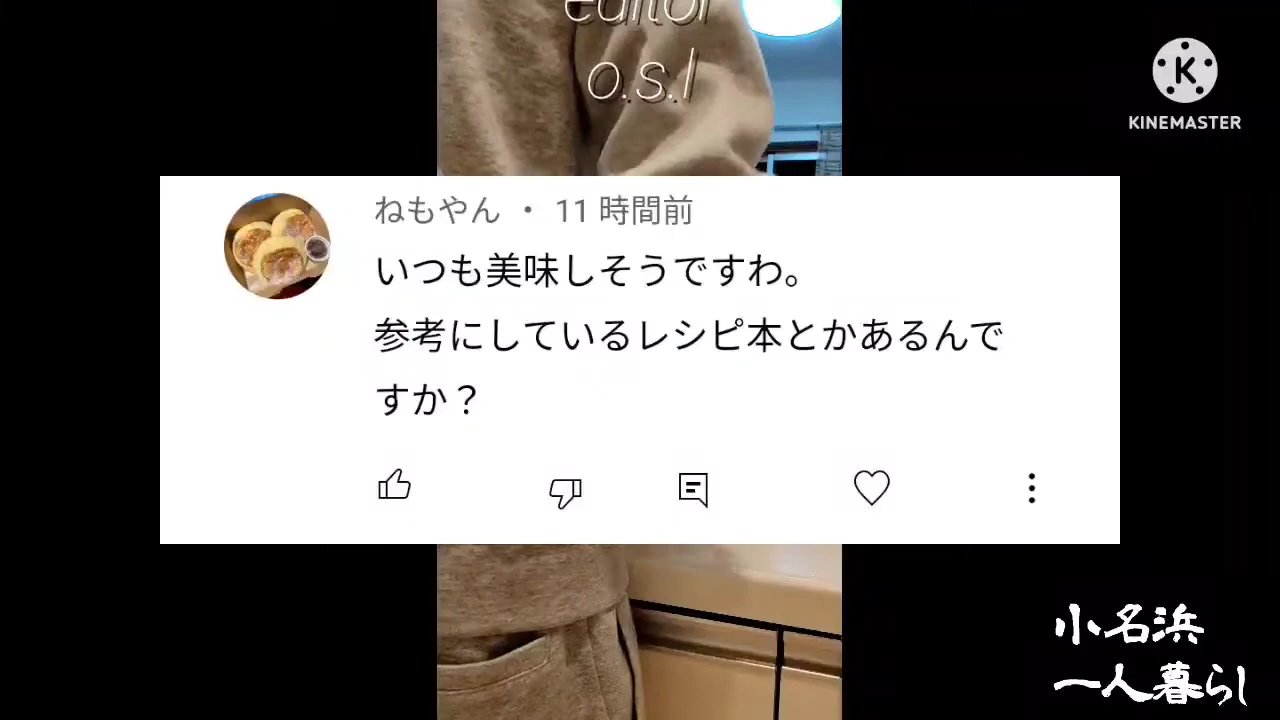 editor
o.s.l
KINEMASTER
ねもやん ・ 11 時間前
いつも美味しそうですわ。
参考にしているレシピ本とかあるんで
すか？
小名浜
一人暮らし